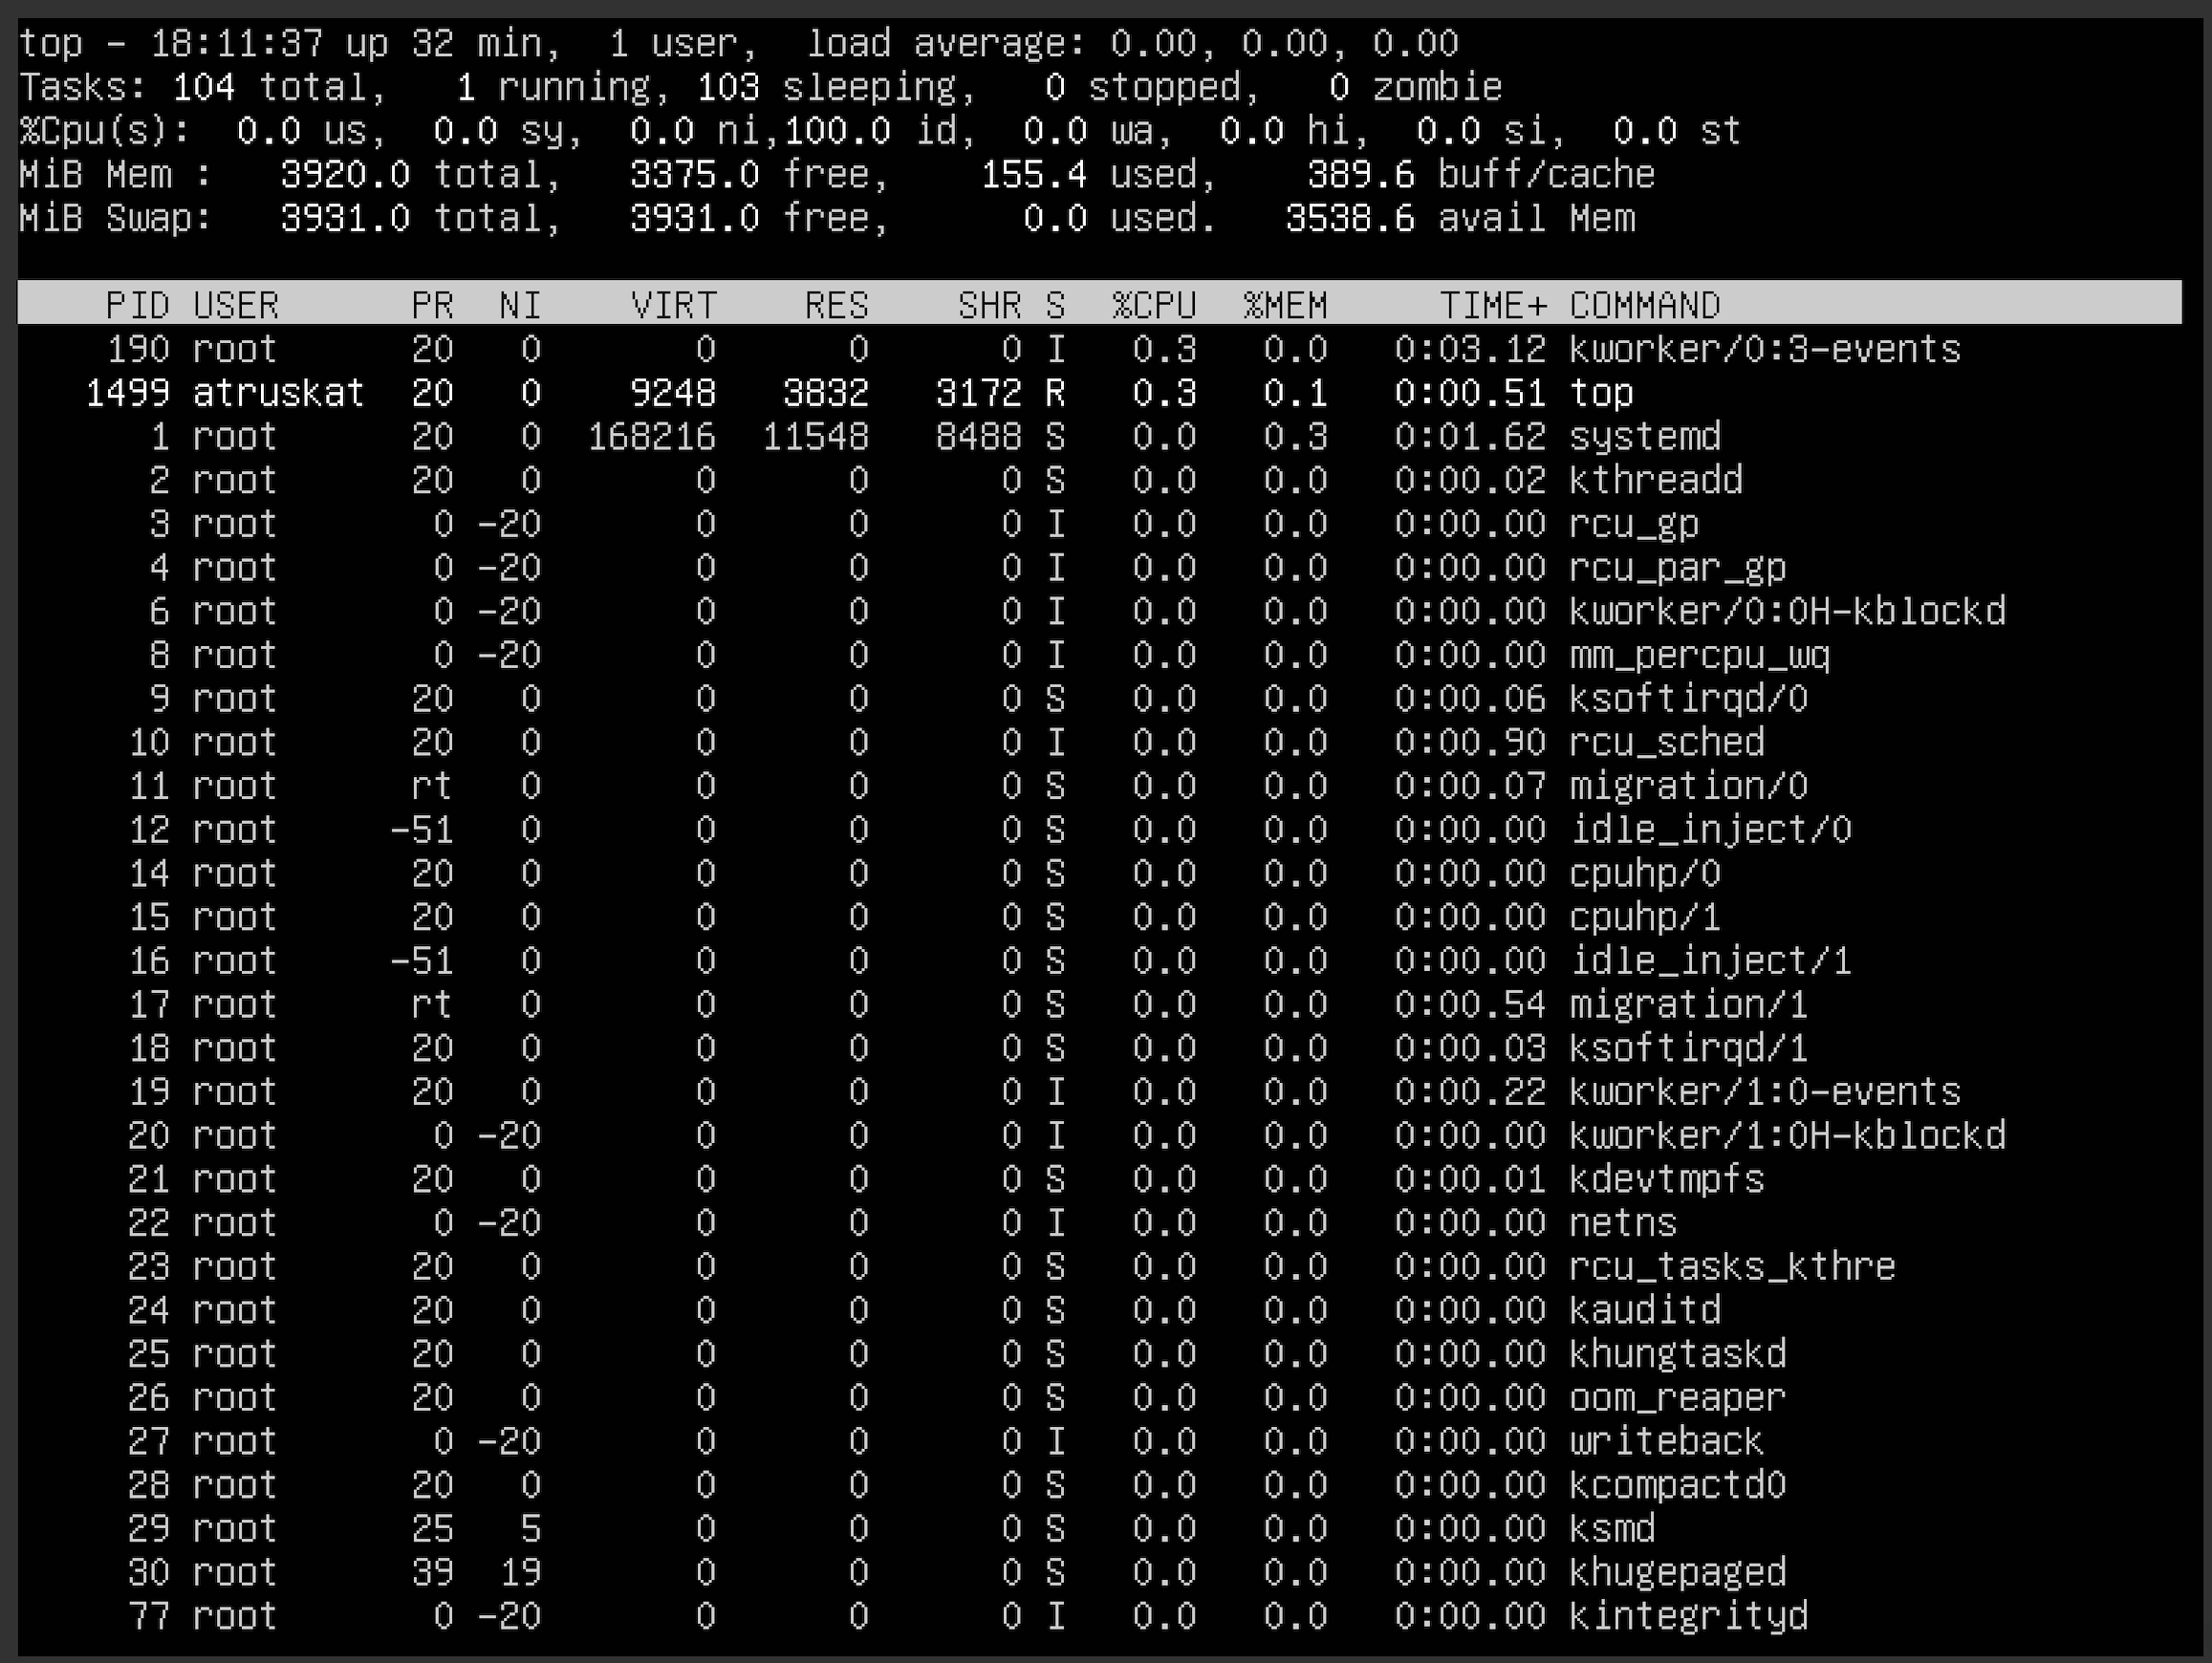 top - 18:11:37 up 32 min,  1 user,  load average: 0.00, 0.00, 0.00
Tasks: 104 total,   1 running, 103 sleeping,   0 stopped,   0 zombie
%Cpu(s):  0.0 us,  0.0 sy,  0.0 ni,100.0 id,  0.0 wa,  0.0 hi,  0.0 si,  0.0 st
MiB Mem :   3920.0 total,   3375.0 free,    155.4 used,    389.6 buff/cache
MiB Swap:   3931.0 total,   3931.0 free,      0.0 used.   3538.6 avail Mem
PID USER      PR  NI    VIRT    RES    SHR S  %CPU  %MEM     TIME+ COMMAND
190 root      20   0       0      0      0 I   0.3   0.0   0:03.12 kworker/0:3-events
1499 atruskat  20   0    9248   3832   3172 R   0.3   0.1   0:00.51 top
1 root      20   0  168216  11548   8488 S   0.0   0.3   0:01.62 systemd
2 root      20   0       0      0      0 S   0.0   0.0   0:00.02 kthreadd
3 root       0 -20       0      0      0 I   0.0   0.0   0:00.00 rcu_gp
4 root       0 -20       0      0      0 I   0.0   0.0   0:00.00 rcu_par_gp
6 root       0 -20       0      0      0 I   0.0   0.0   0:00.00 kworker/0:0H-kblockd
8 root       0 -20       0      0      0 I   0.0   0.0   0:00.00 mm_percpu_wq
9 root      20   0       0      0      0 S   0.0   0.0   0:00.06 ksoftirqd/0
10 root      20   0       0      0      0 I   0.0   0.0   0:00.90 rcu_sched
11 root      rt   0       0      0      0 S   0.0   0.0   0:00.07 migration/0
12 root     -51   0       0      0      0 S   0.0   0.0   0:00.00 idle_inject/0
14 root      20   0       0      0      0 S   0.0   0.0   0:00.00 cpuhp/0
15 root      20   0       0      0      0 S   0.0   0.0   0:00.00 cpuhp/1
16 root     -51   0       0      0      0 S   0.0   0.0   0:00.00 idle_inject/1
17 root      rt   0       0      0      0 S   0.0   0.0   0:00.54 migration/1
18 root      20   0       0      0      0 S   0.0   0.0   0:00.03 ksoftirqd/1
19 root      20   0       0      0      0 I   0.0   0.0   0:00.22 kworker/1:0-events
20 root       0 -20       0      0      0 I   0.0   0.0   0:00.00 kworker/1:0H-kblockd
21 root      20   0       0      0      0 S   0.0   0.0   0:00.01 kdevtmpfs
22 root       0 -20       0      0      0 I   0.0   0.0   0:00.00 netns
23 root      20   0       0      0      0 S   0.0   0.0   0:00.00 rcu_tasks_kthre
24 root      20   0       0      0      0 S   0.0   0.0   0:00.00 kauditd
25 root      20   0       0      0      0 S   0.0   0.0   0:00.00 khungtaskd
26 root      20   0       0      0      0 S   0.0   0.0   0:00.00 oom_reaper
27 root       0 -20       0      0      0 I   0.0   0.0   0:00.00 writeback
28 root      20   0       0      0      0 S   0.0   0.0   0:00.00 kcompactd0
29 root      25   5       0      0      0 S   0.0   0.0   0:00.00 ksmd
30 root      39  19       0      0      0 S   0.0   0.0   0:00.00 khugepaged
77 root       0 -20       0      0      0 I   0.0   0.0   0:00.00 kintegrityd